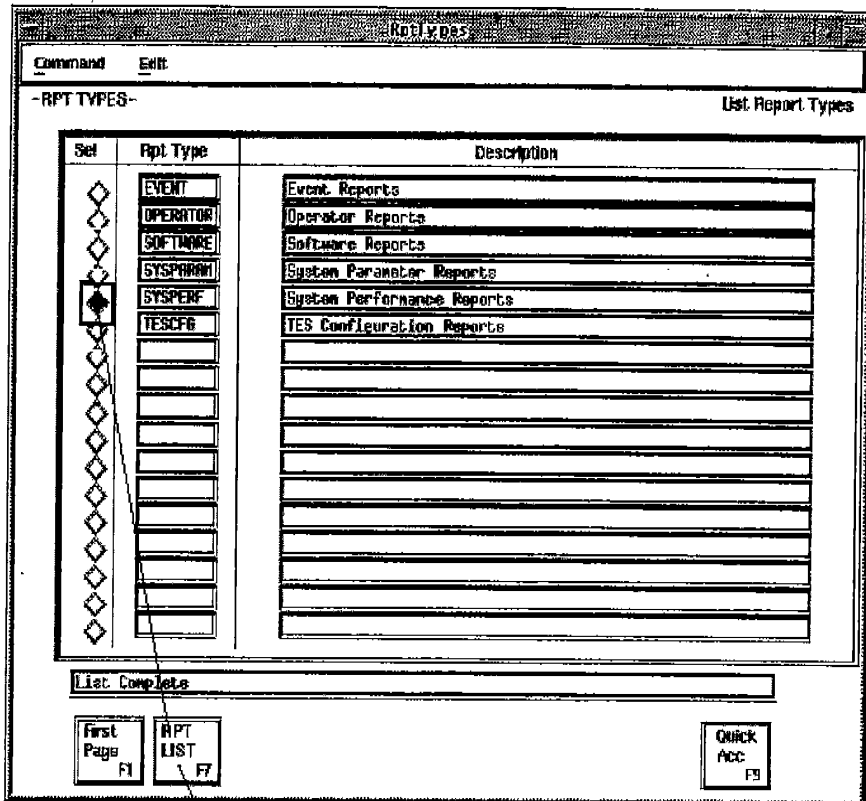 RptTypes
Command Edit
-RPT TYPES- List Report Types
Sel Rpt Type Description
EVENT Event Reports
OPERATOR Operator Reports
SOFTWARE Software Reports
SYSPARAM System Parameter Reports
SYSPERF System Performance Reports
TESCFG TES Configuration Reports
List Complete
First Page F1
RPT LIST F7
Quick Acc F9